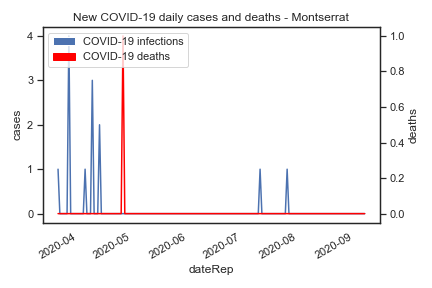 New COVID-19 daily cases and deaths - Montserrat
COVID-19 infections
COVID-19 deaths
4
3
2
1
0
cases
1.0
0.8
0.6
0.4
0.2
0.0
deaths
2020-04
2020-05
2020-06
2020-07
2020-08
2020-09
dateRep